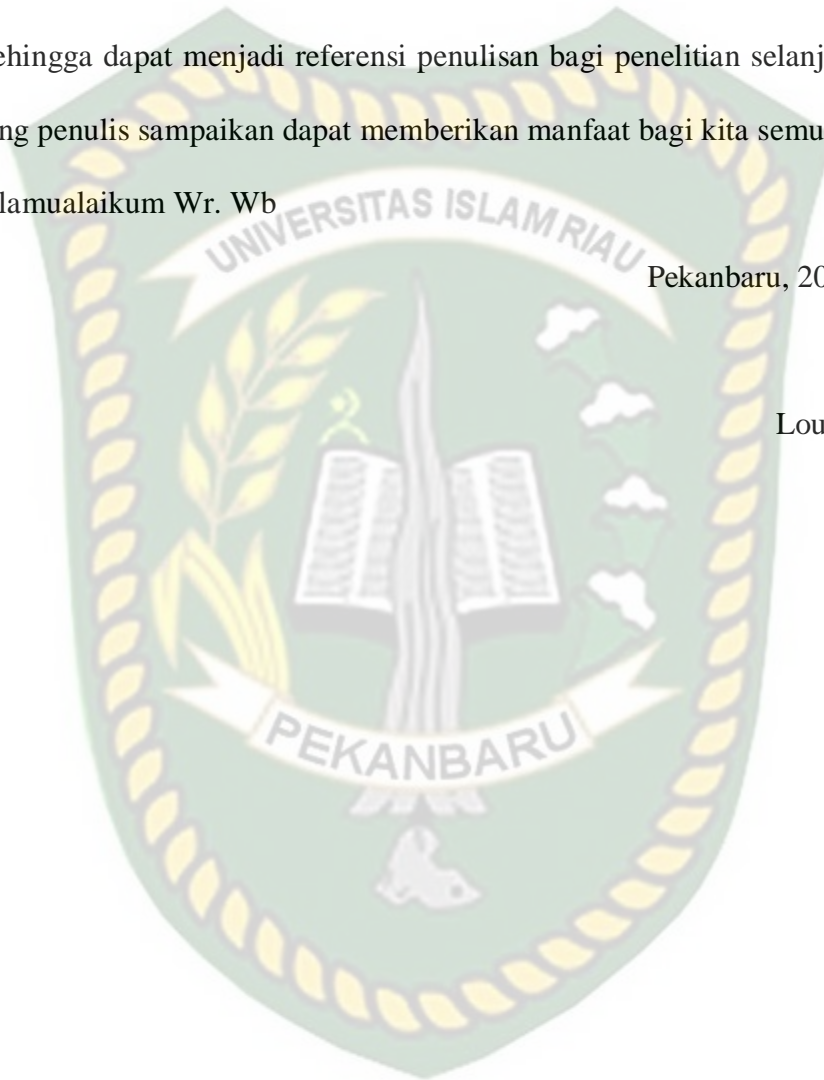 ehingga dapat menjadi referensi penulisan bagi penelitian selanj
ng penulis sampaikan dapat memberikan manfaat bagi kita semu
lamualaikum Wr. Wb
UNIVERSITAS ISLAM RIAU
Pekanbaru, 20
Lou
PEKANBARU